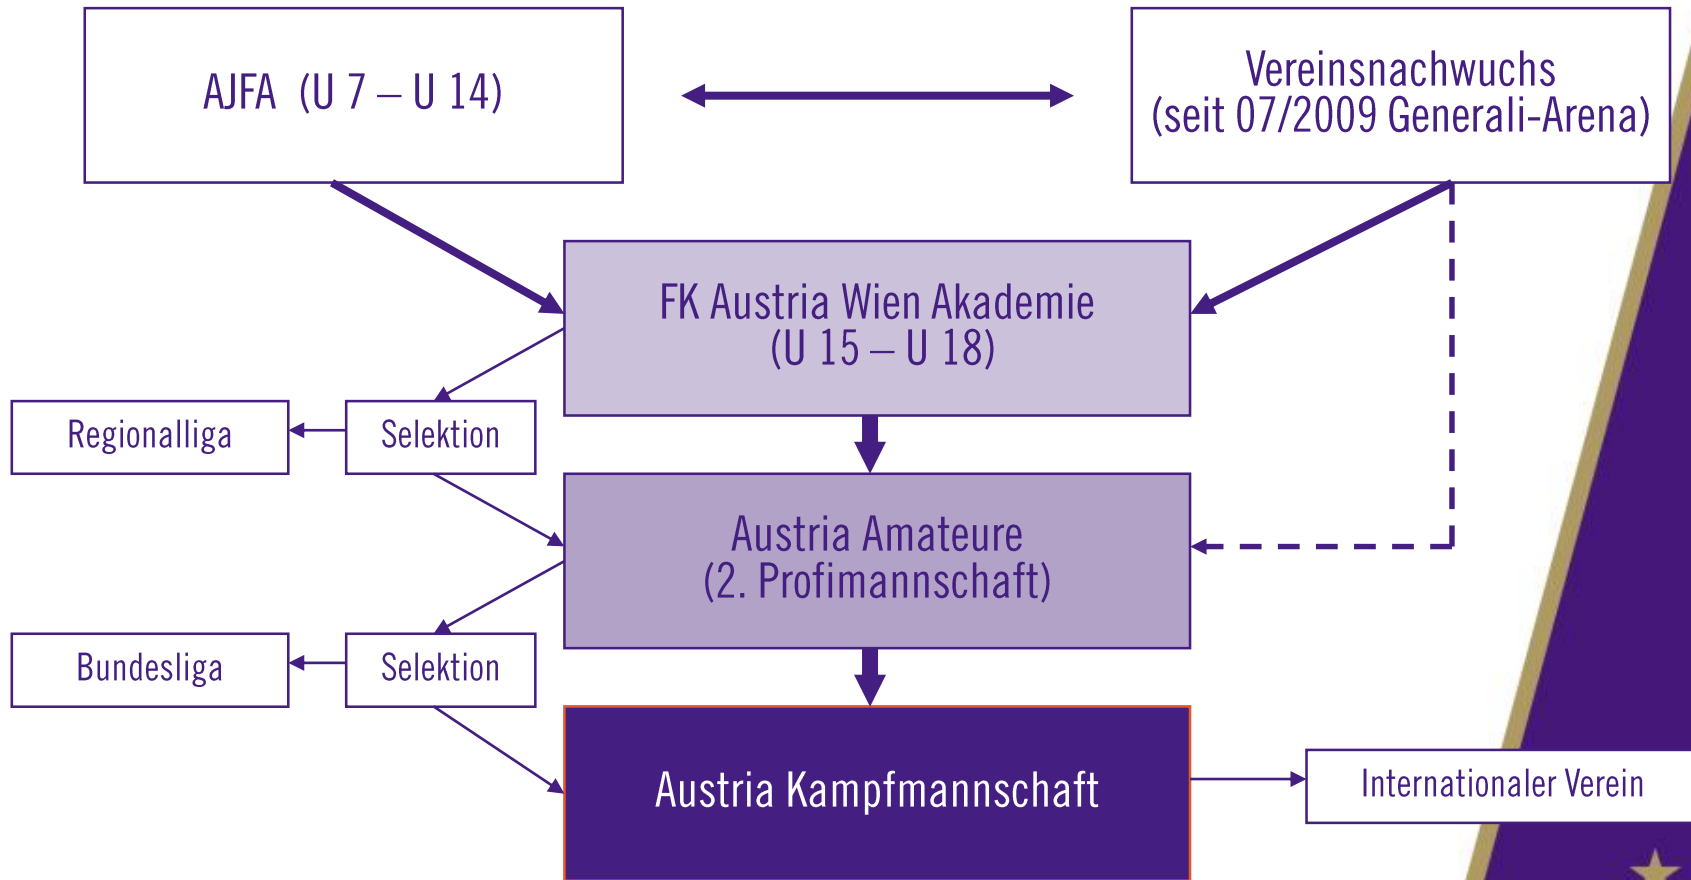 AJFA (U 7 – U 14)
Vereinsnachwuchs
(seit 07/2009 Generali-Arena)
FK Austria Wien Akademie
(U 15 – U 18)
Regionalliga
Selektion
Austria Amateure
(2. Profimannschaft)
Bundesliga
Selektion
Austria Kampfmannschaft
Internationaler Verein